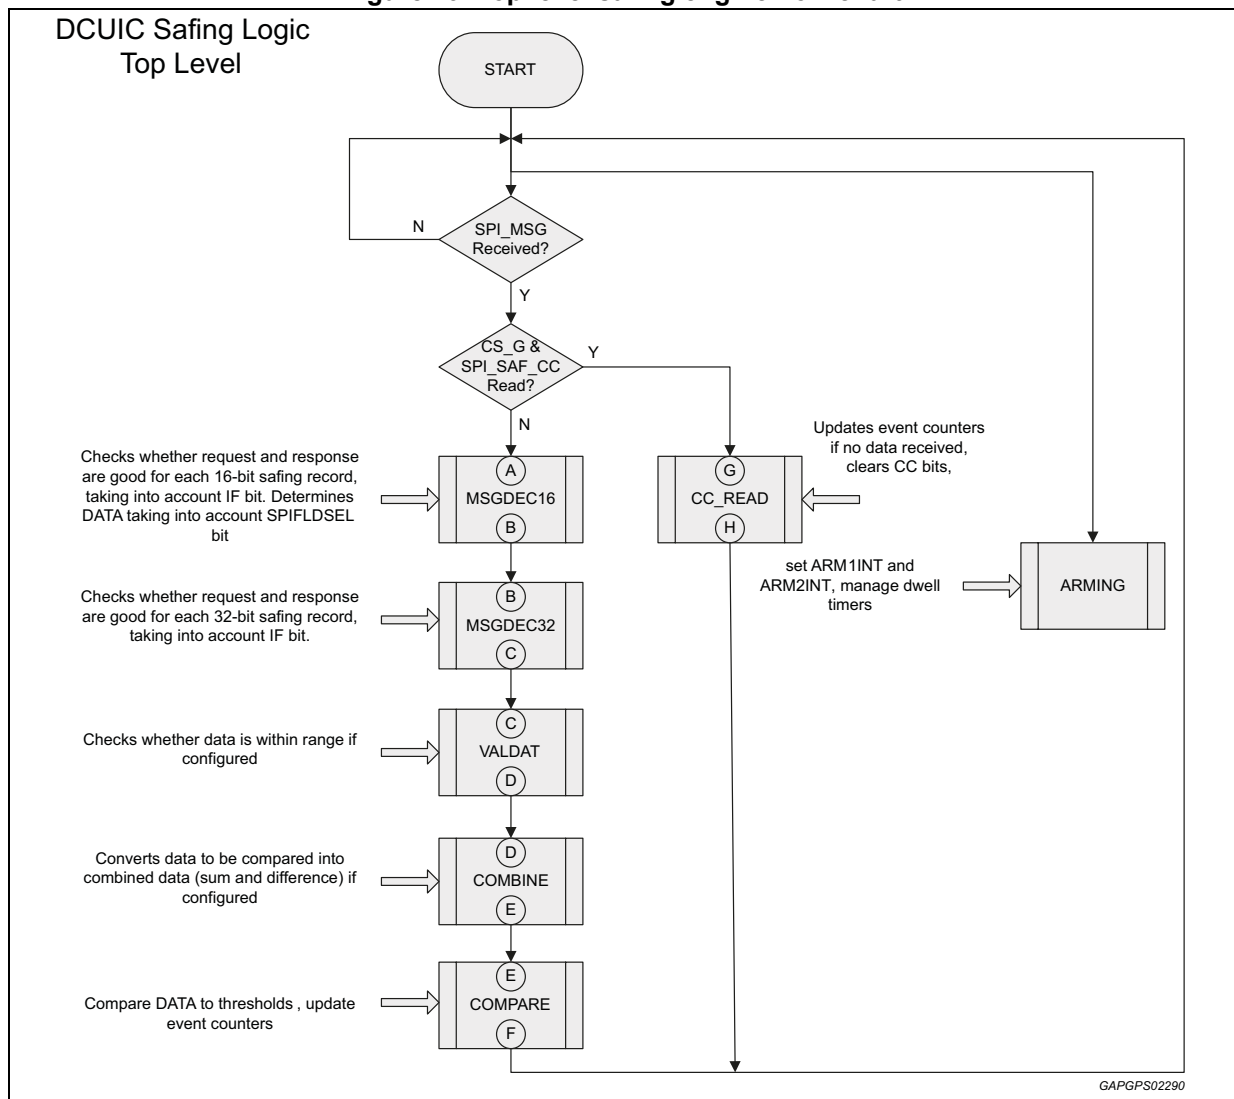 DCUIC Safing Logic
Top Level
START
N
SPI_MSG
Received?
Y
CS_G &
SPI_SAF_CC
Read?
Y
N
Checks whether request and response
are good for each 16-bit safing record,
taking into account IF bit. Determines
DATA taking into account SPIFLDSEL
bit
A
MSGDEC16
B
Updates event counters
if no data received,
clears CC bits,
G
CC_READ
H
set ARM1INT and
ARM2INT, manage dwell
timers
ARMING
Checks whether request and response
are good for each 32-bit safing record,
taking into account IF bit.
B
MSGDEC32
C
Checks whether data is within range if
configured
C
VALDAT
D
Converts data to be compared into
combined data (sum and difference) if
configured
D
COMBINE
E
Compare DATA to thresholds , update
event counters
E
COMPARE
F
GAPGPS02290